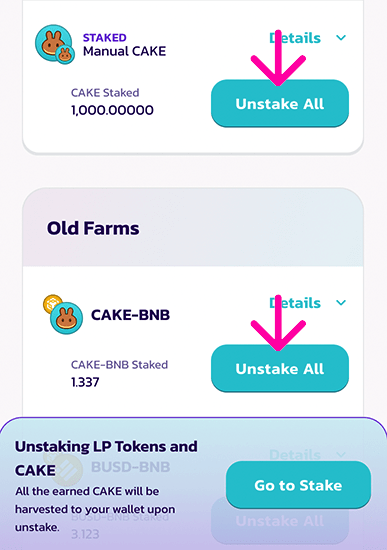 STAKED
Manual CAKE
Details
CAKE Staked
1,000.00000
Unstake All
Old Farms
CAKE-BNB
Details
CAKE-BNB Staked
1.337
Unstake All
BUSD-BNB
Details
BUSD-BNB Staked
3.123
Unstake All
Unstaking LP Tokens and
CAKE
All the earned CAKE will be
harvested to your wallet upon
unstake.
Go to Stake